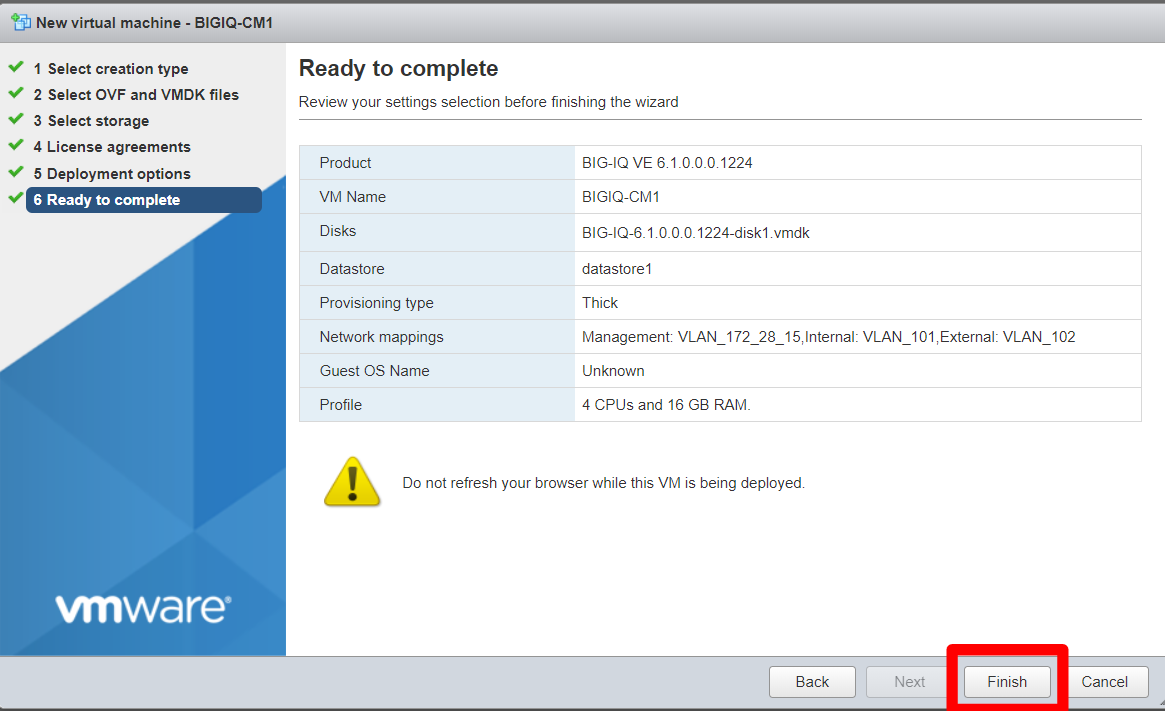 New virtual machine - BIGIQ-CM1
1 Select creation type
2 Select OVF and VMDK files
3 Select storage
4 License agreements
5 Deployment options
6 Ready to complete
vmware®
Ready to complete
Review your settings selection before finishing the wizard
Product BIG-IQ VE 6.1.0.0.0.1224
VM Name BIGIQ-CM1
Disks BIG-IQ-6.1.0.0.0.1224-disk1.vmdk
Datastore datastore1
Provisioning type Thick
Network mappings Management: VLAN_172_28_15,Internal: VLAN_101,External: VLAN_102
Guest OS Name Unknown
Profile 4 CPUs and 16 GB RAM.
Do not refresh your browser while this VM is being deployed.
Back Next Finish Cancel